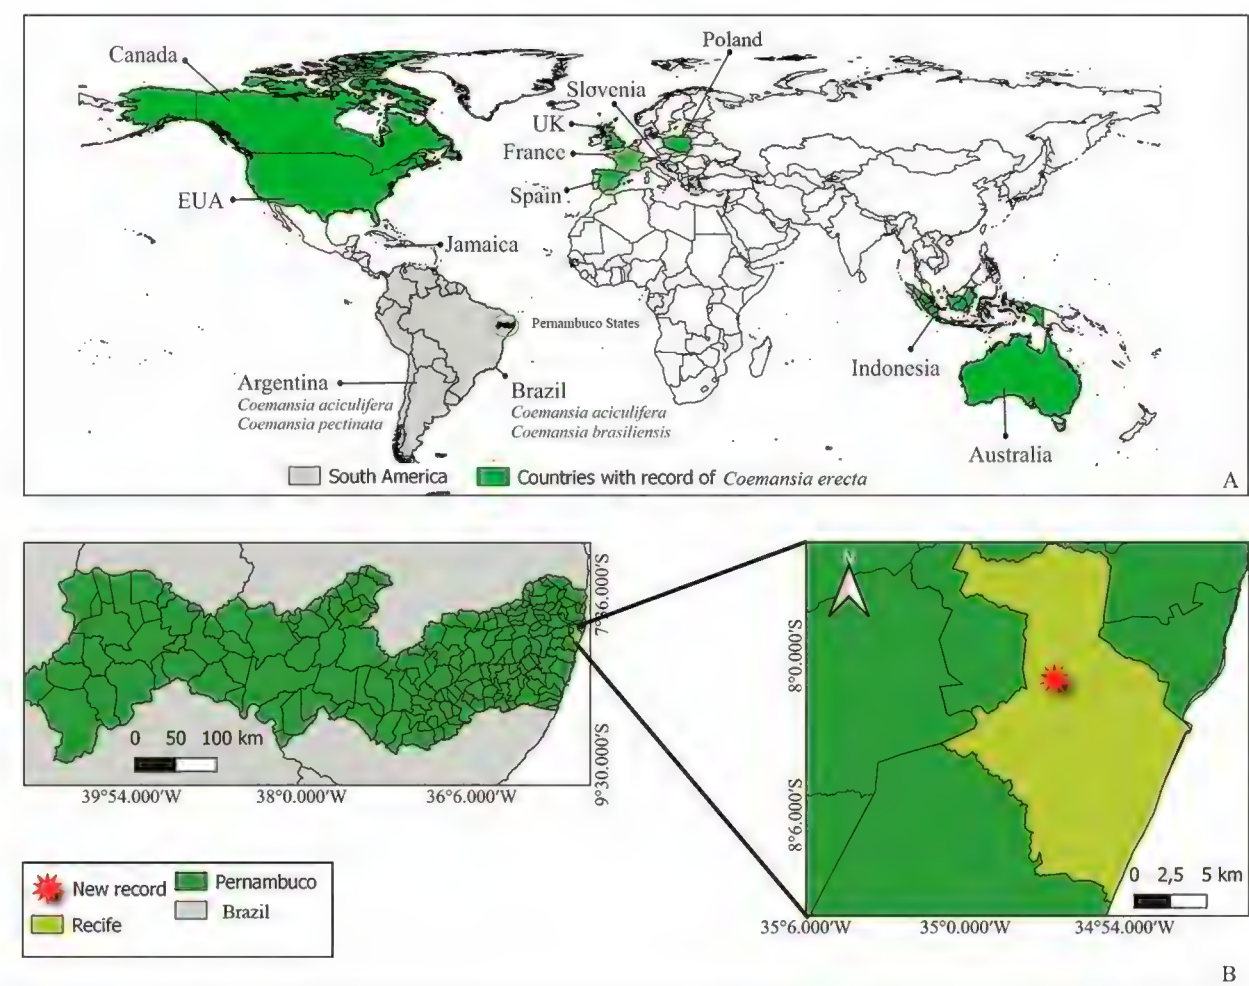 Canada
Poland
Slovenia
UK
France
Spain
EUA
Jamaica
Pernambuco States
Indonesia
Argentina
Coemansia aciculifera
Coemansia pectinata
Brazil
Coemansia aciculifera
Coemansia brasiliensis
Australia
South America
Countries with record of Coemansia erecta
A
0 50 100 km
39°54.000'W 38°0.000'W 36°6.000'W
9°30.000'S
N
8°0.000'S
8°6.000'S
0 2,5 5 km
35°6.000'W 35°0.000'W 34°54.000'W
New record
Pernambuco
Recife
Brazil
B